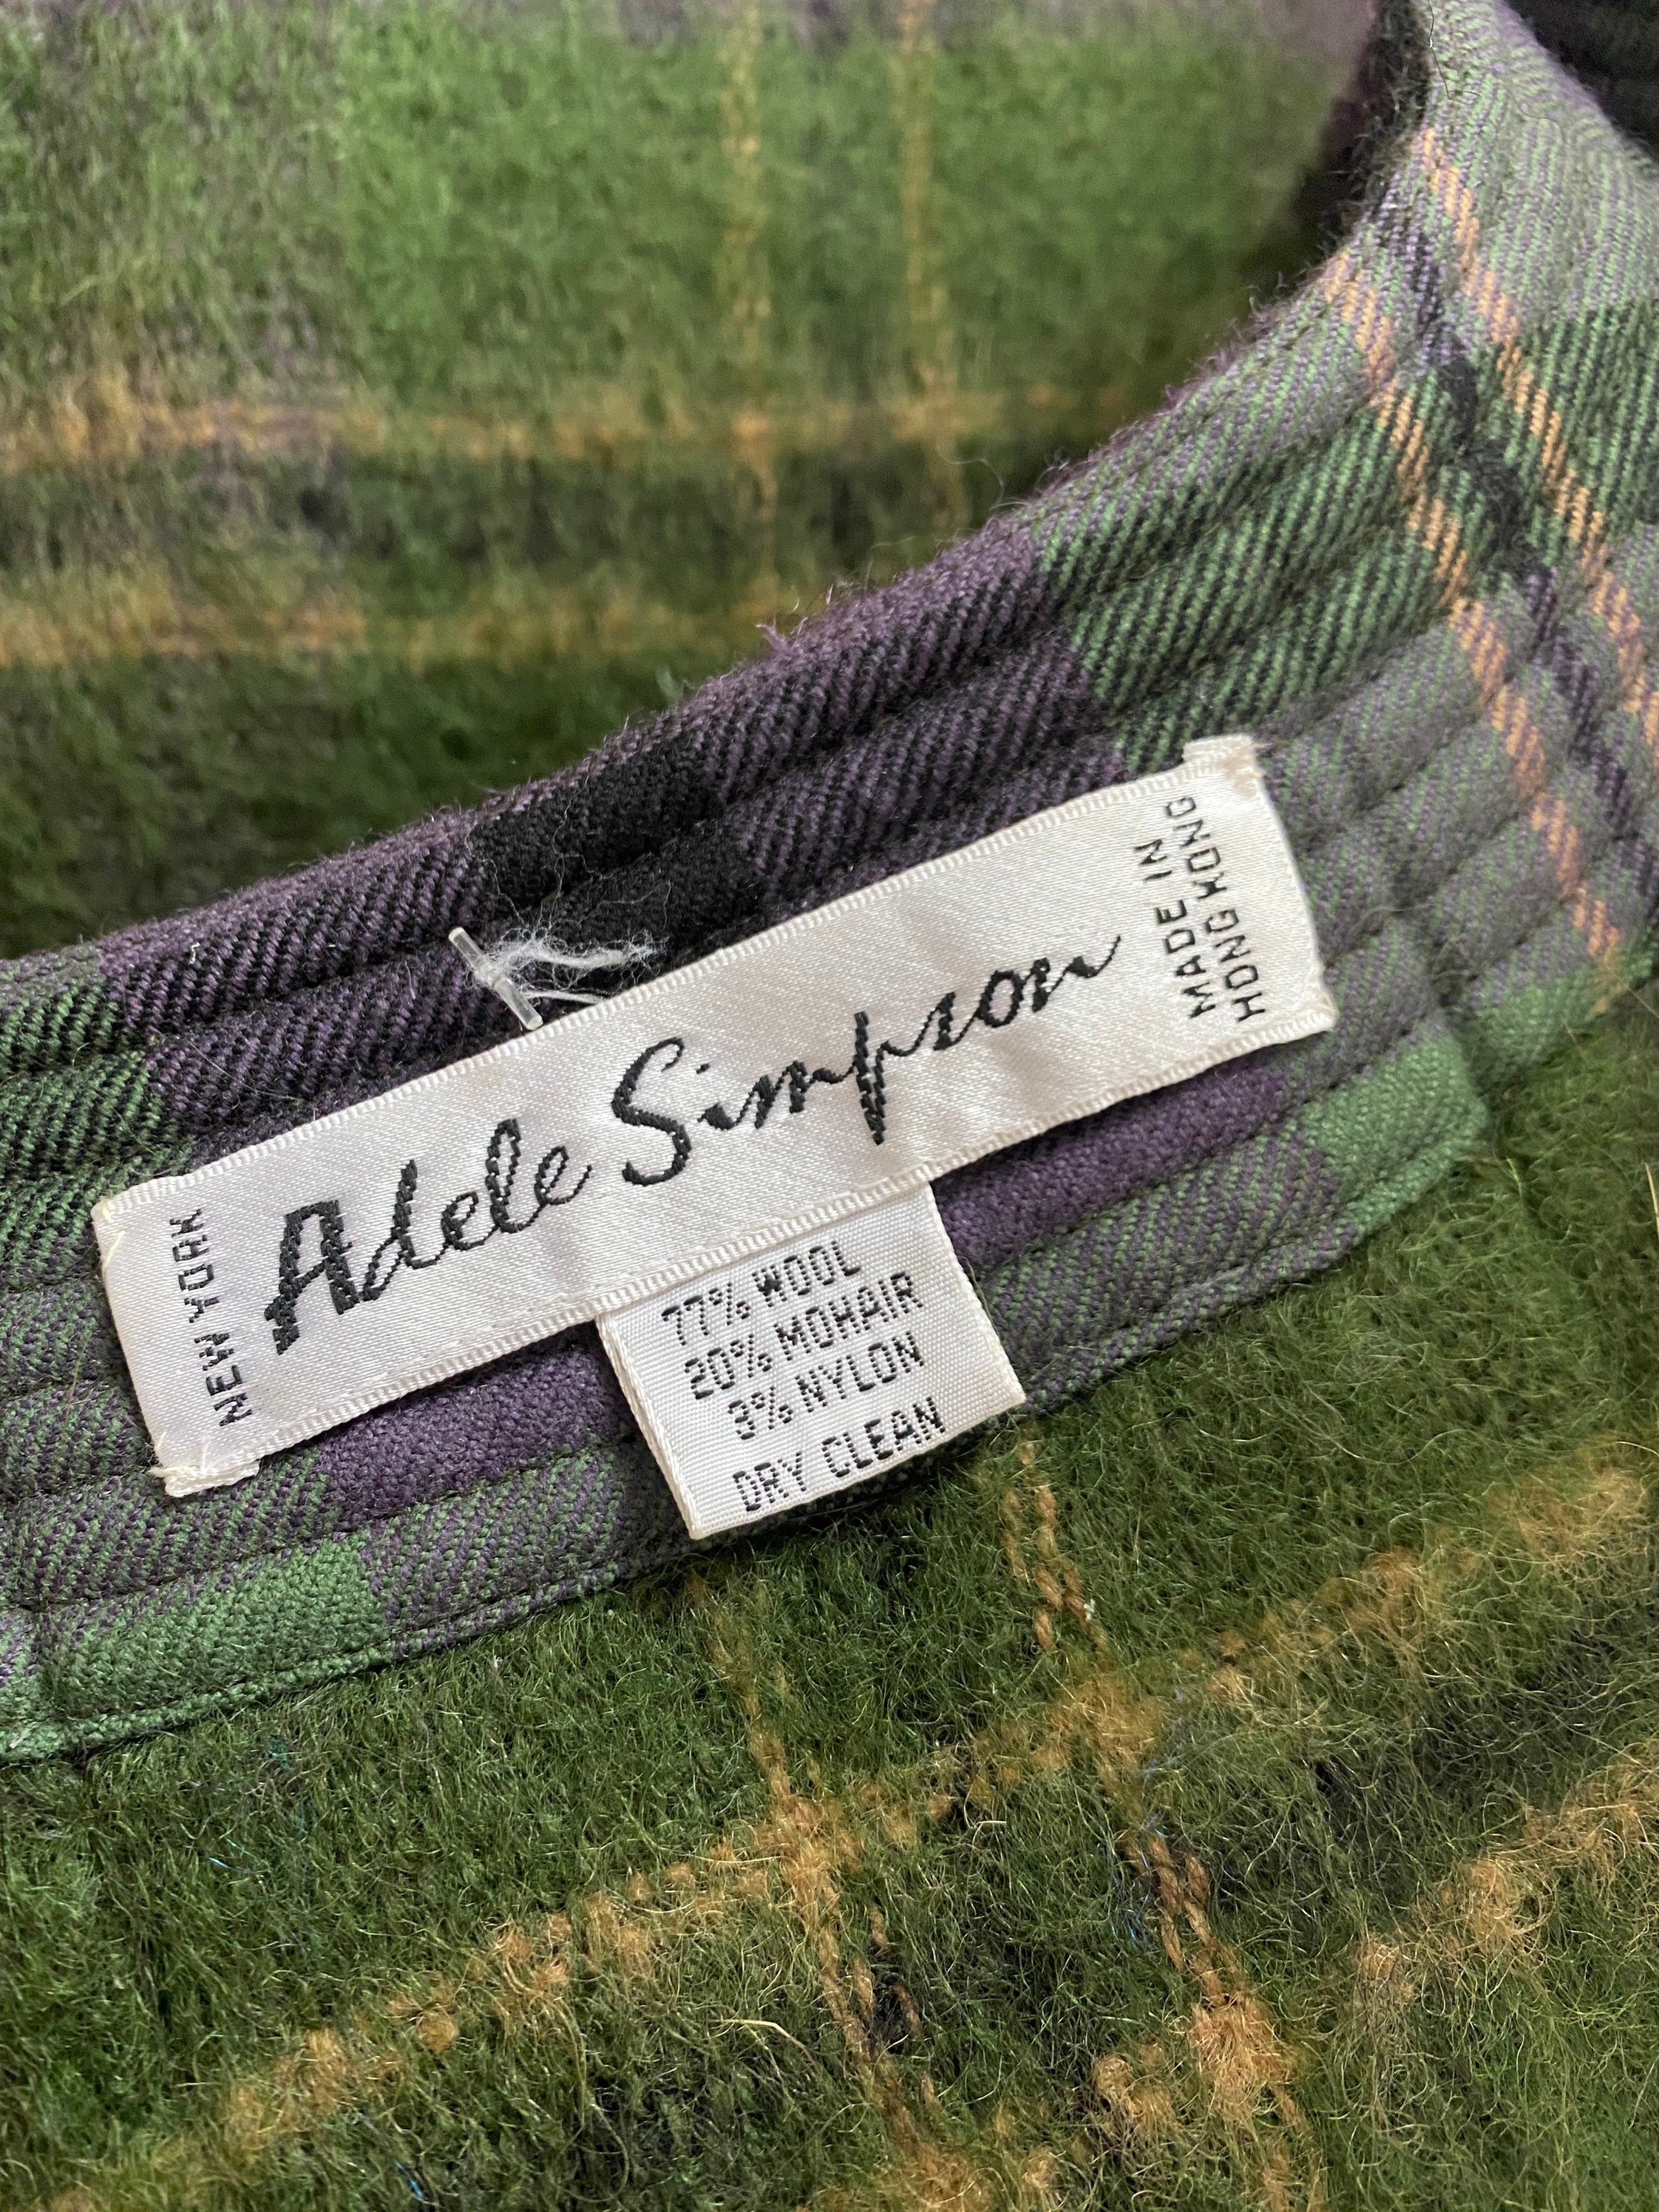 NEW YORK
Adele Simpson
MADE IN
HONG KONG
77% WOOL
20% MOHAIR
3% NYLON
DRY CLEAN